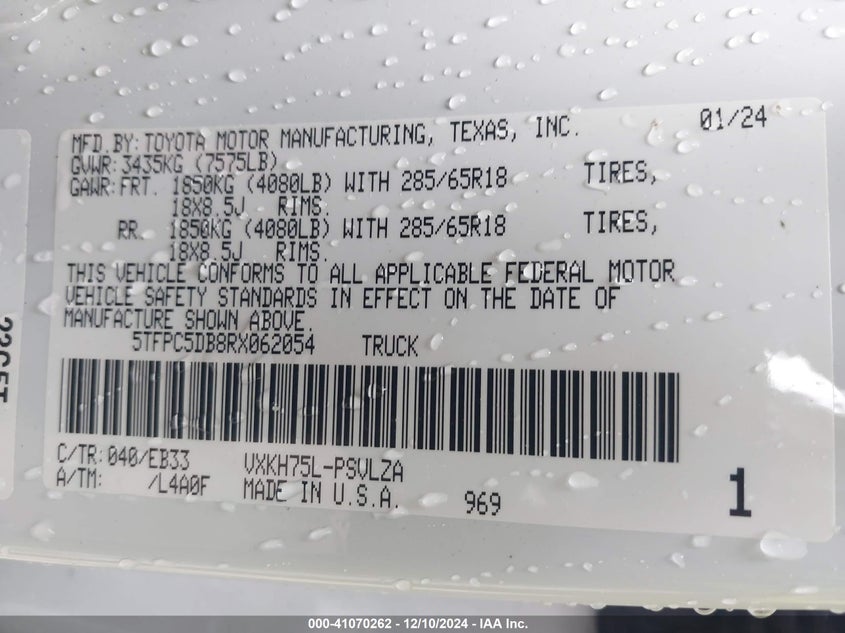 MFD.BY: TOYOTA MOTOR MANUFACTURING, TEXAS, INC. 01/24
GVWR: 3435KG (7575LB)
GAWR: FRT. 1850KG (4080LB) WITH 285/65R18 TIRES,
18X8.5J RIMS.
RR. 1850KG (4080LB) WITH 285/65R18 TIRES,
18X8.5J RIMS.
THIS VEHICLE CONFORMS TO ALL APPLICABLE FEDERAL MOTOR
VEHICLE SAFETY STANDARDS IN EFFECT ON THE DATE OF
MANUFACTURE SHOWN ABOVE.
5TFPC5DB8RX062054 TRUCK
C/TR: 040/EB33 VXKH75L-PSVLZA
A/TM: /L4A0F MADE IN U.S.A. 969 1
000-41070262 - 12/10/2024 - IAA Inc.